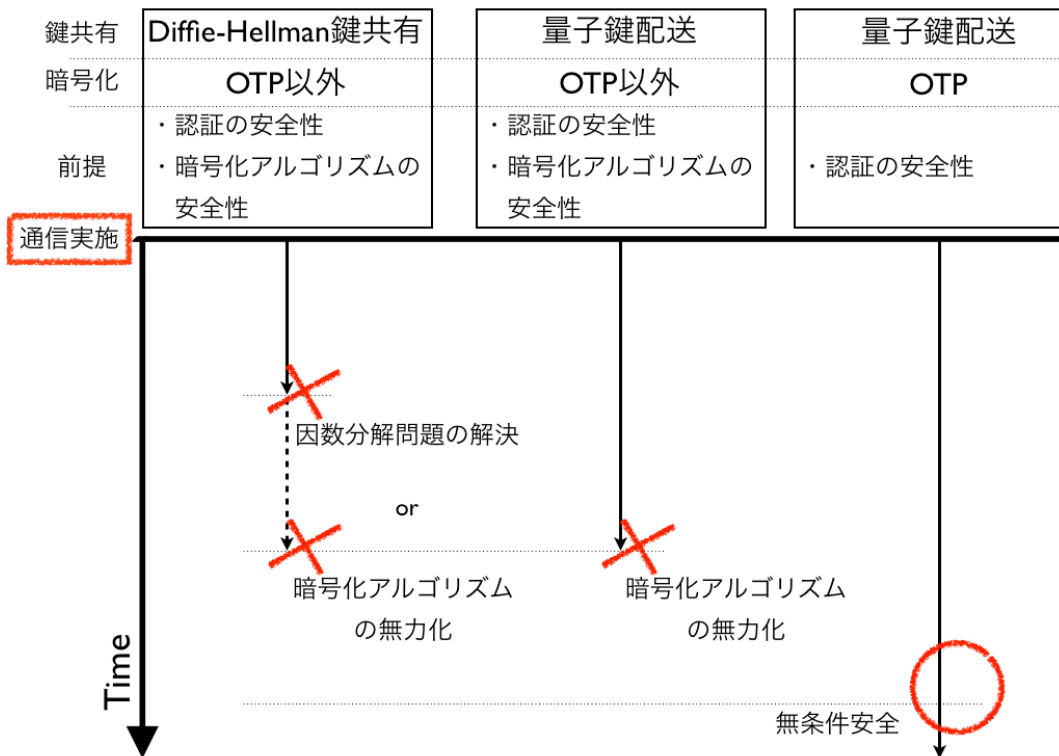 鍵共有 Diffie-Hellman鍵共有 量子鍵配送 量子鍵配送
暗号化 OTP以外 OTP以外 OTP
前提
・認証の安全性
・暗号化アルゴリズムの
安全性
・認証の安全性
・暗号化アルゴリズムの
安全性
・認証の安全性
通信実施
因数分解問題の解決
or
暗号化アルゴリズム
の無力化
暗号化アルゴリズム
の無力化
Time
無条件安全